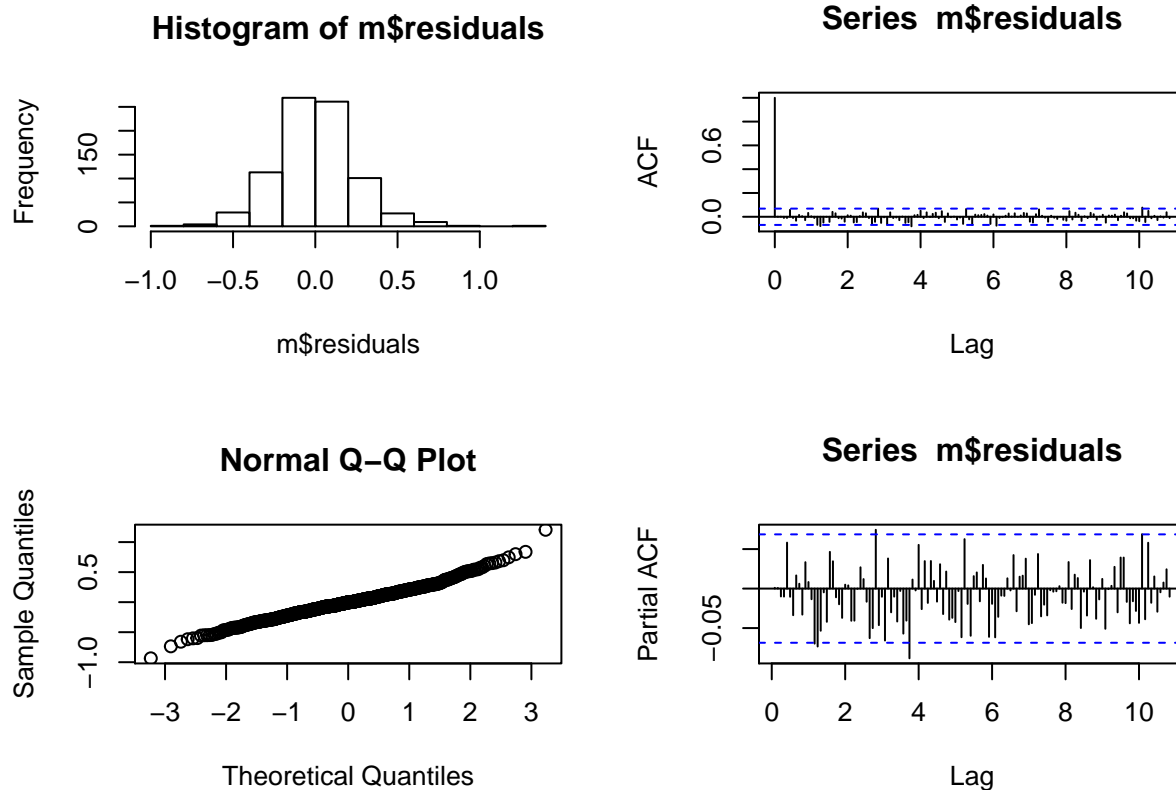 Histogram of m$residuals
Frequency
0
150
−1.0
−0.5
0.0
0.5
1.0
m$residuals
Series m$residuals
ACF
0.0
0.6
0
2
4
6
8
10
Lag
Normal Q−Q Plot
Sample Quantiles
−1.0
0.5
−3
−2
−1
0
1
2
3
Theoretical Quantiles
Series m$residuals
Partial ACF
−0.05
0
2
4
6
8
10
Lag